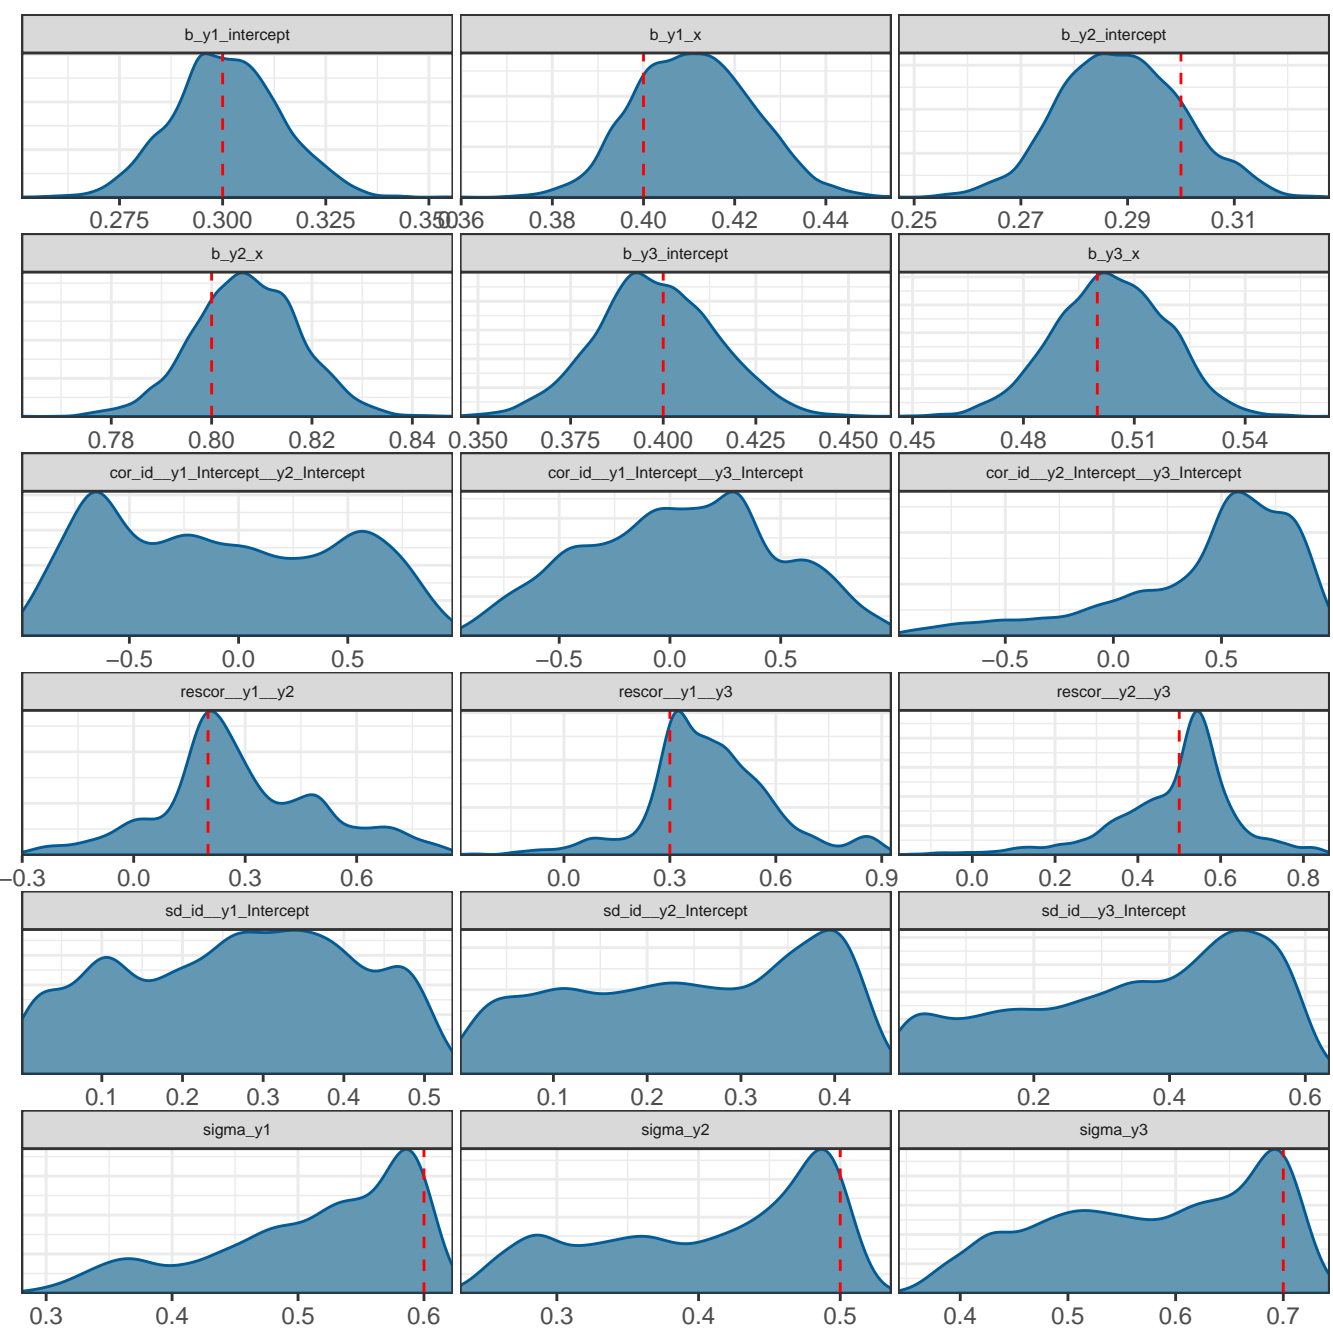 b_y1_intercept b_y1_x b_y2_intercept
0.275 0.300 0.325 0.350 0.36 0.38 0.40 0.42 0.44 0.25 0.27 0.29 0.31
b_y2_x b_y3_intercept b_y3_x
0.78 0.80 0.82 0.84 0.350 0.375 0.400 0.425 0.450 0.45 0.48 0.51 0.54
cor_id__y1_Intercept__y2_Intercept cor_id__y1_Intercept__y3_Intercept cor_id__y2_Intercept__y3_Intercept
−0.5 0.0 0.5 −0.5 0.0 0.5 −0.5 0.0 0.5
rescor__y1__y2 rescor__y1__y3 rescor__y2__y3
−0.3 0.0 0.3 0.6 0.0 0.3 0.6 0.9 0.0 0.2 0.4 0.6 0.8
sd_id__y1_Intercept sd_id__y2_Intercept sd_id__y3_Intercept
0.1 0.2 0.3 0.4 0.5 0.1 0.2 0.3 0.4 0.2 0.4 0.6
sigma_y1 sigma_y2 sigma_y3
0.3 0.4 0.5 0.6 0.3 0.4 0.5 0.4 0.5 0.6 0.7